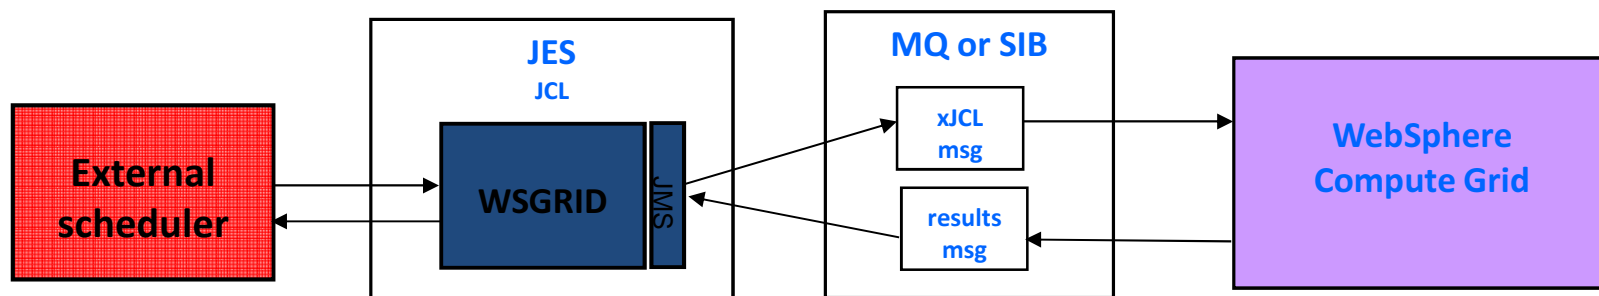 External
scheduler
JES
JCL
WSGRID
JMS
MQ or SIB
xJCL
msg
results
msg
WebSphere
Compute Grid